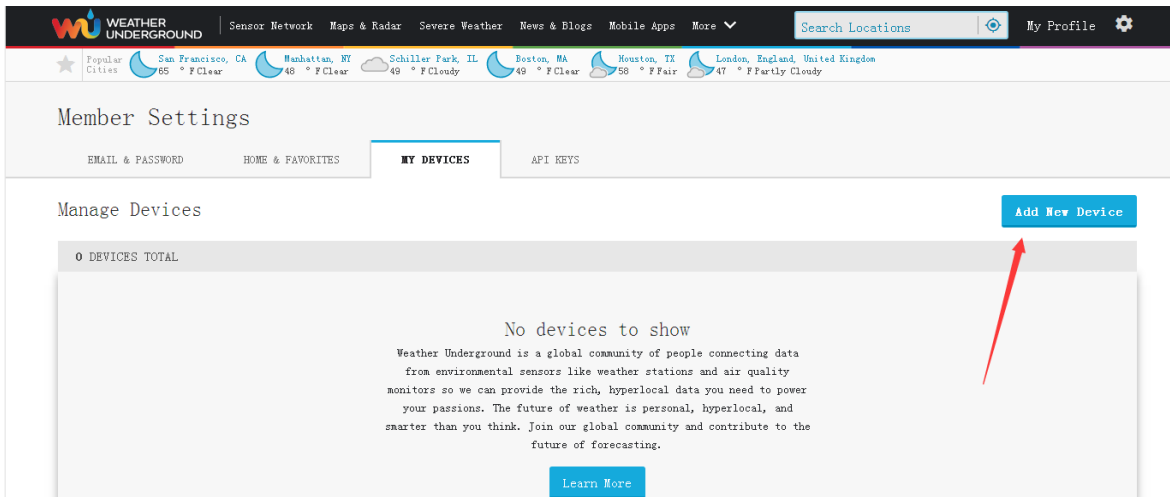 WEATHER
UNDERGROUND
Sensor Network Maps & Radar Severe Weather News & Blogs Mobile Apps More
Search Locations
My Profile
Popular
Cities
San Francisco, CA
65 ° F Clear
Manhattan, NY
48 ° F Clear
Schiller Park, IL
49 ° F Cloudy
Boston, MA
49 ° F Clear
Houston, TX
58 ° F Fair
London, England, United Kingdom
47 ° F Partly Cloudy
Member Settings
EMAIL & PASSWORD HOME & FAVORITES MY DEVICES API KEYS
Manage Devices
Add New Device
0 DEVICES TOTAL
No devices to show
Weather Underground is a global community of people connecting data
from environmental sensors like weather stations and air quality
monitors so we can provide the rich, hyperlocal data you need to power
your passions. The future of weather is personal, hyperlocal, and
smarter than you think. Join our global community and contribute to the
future of forecasting.
Learn More